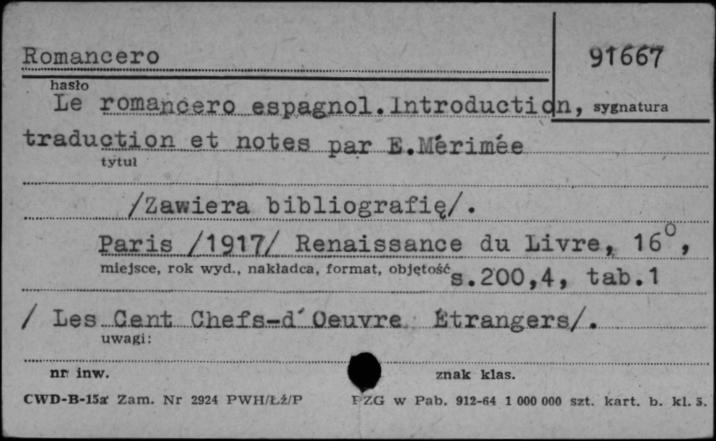 Romancero
91667
hasło
Le romancero espagnol.Introduction, sygnatura
traduction et notes par E.Mérimée
tytuł
/Zawiera bibliografię/.
Paris /1917/ Renaissance du Livre, 16°,
miejsce, rok wyd., nakładca, format, objętość s.200,4, tab.1
/ Les Cent Chefs-d'Oeuvre Étrangers/.
uwagi:
nr inw. znak klas.
CWD-B-15a Zam. Nr 2924 PWH/Łż/P PZG w Pab. 912-64 1 000 000 szt. kart. b. kl. 5.